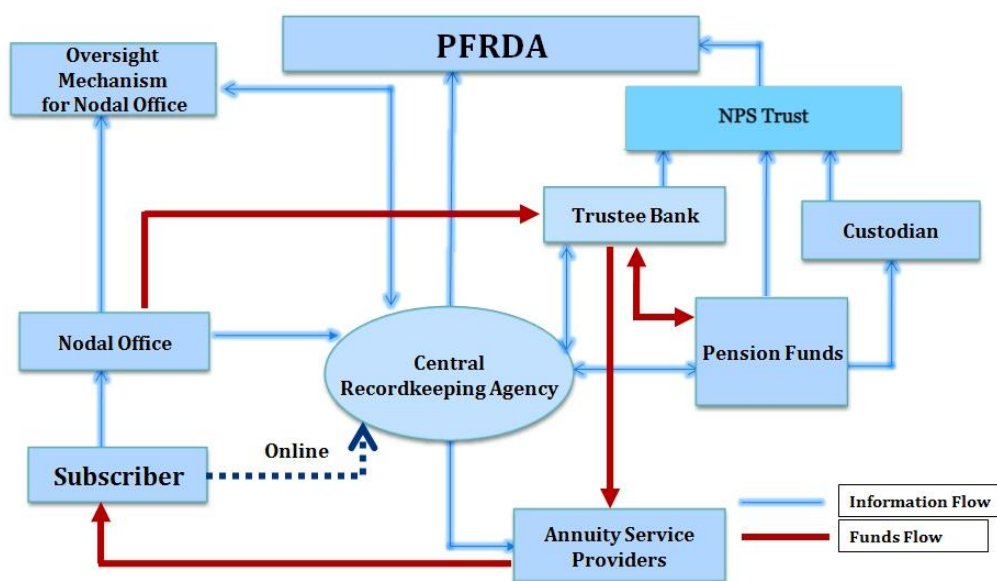 PFRDA
Oversight
Mechanism
for Nodal Office
NPS Trust
Trustee Bank
Custodian
Nodal Office
Central
Recordkeeping Agency
Pension Funds
Subscriber
Online
Annuity Service
Providers
Information Flow
Funds Flow